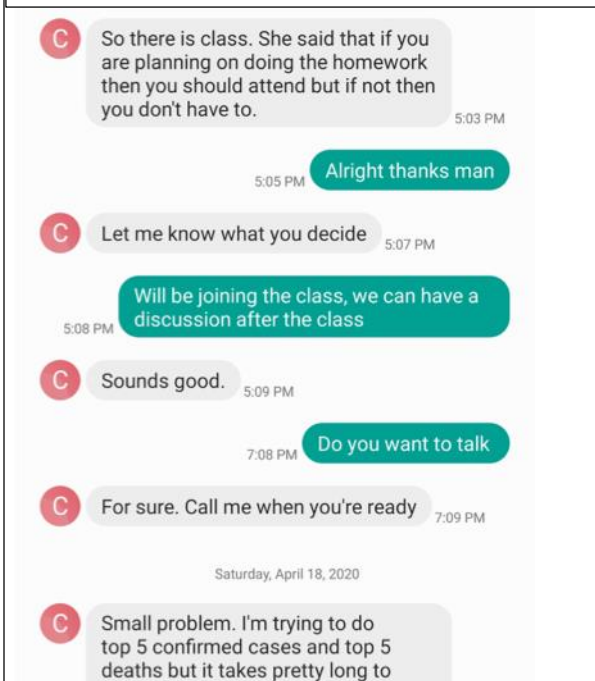 C
So there is class. She said that if you
are planning on doing the homework
then you should attend but if not then
you don't have to.
5:03 PM
5:05 PM
Alright thanks man
C
Let me know what you decide
5:07 PM
Will be joining the class, we can have a
discussion after the class
5:08 PM
C
Sounds good.
5:09 PM
7:08 PM
Do you want to talk
C
For sure. Call me when you're ready
7:09 PM
Saturday, April 18, 2020
C
Small problem. I'm trying to do
top 5 confirmed cases and top 5
deaths but it takes pretty long to